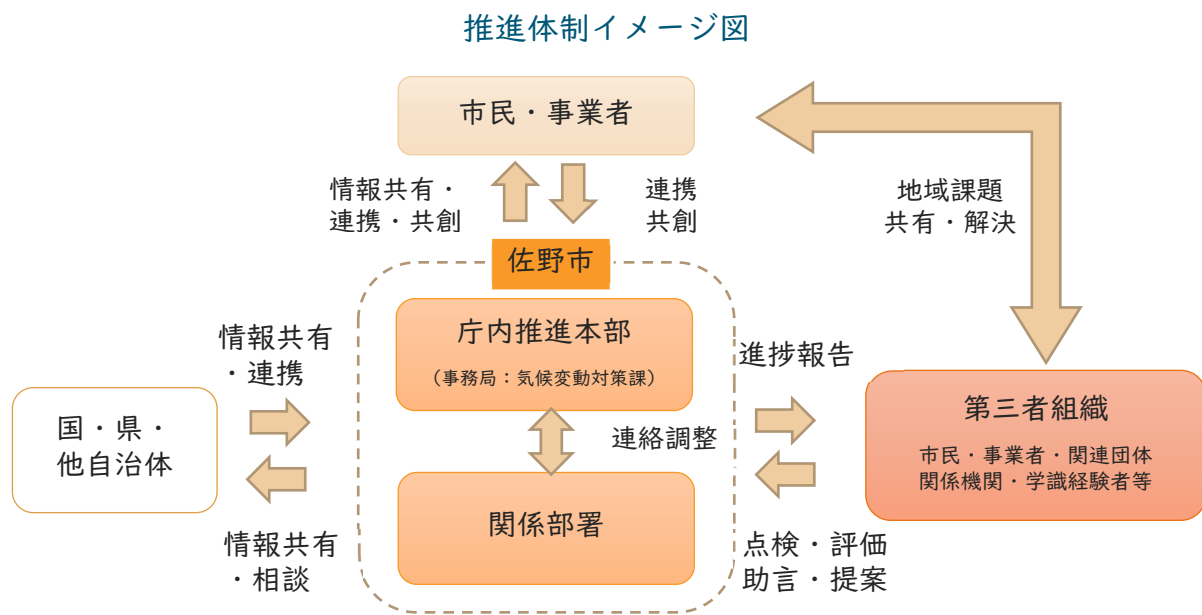 推進体制イメージ図
市民・事業者
情報共有・
連携・共創
連携
共創
地域課題
共有・解決
佐野市
庁内推進本部
（事務局：気候変動対策課）
情報共有
・連携
進捗報告
国・県・
他自治体
連絡調整
第三者組織
市民・事業者・関連団体
関係機関・学識経験者等
関係部署
情報共有
・相談
点検・評価
助言・提案